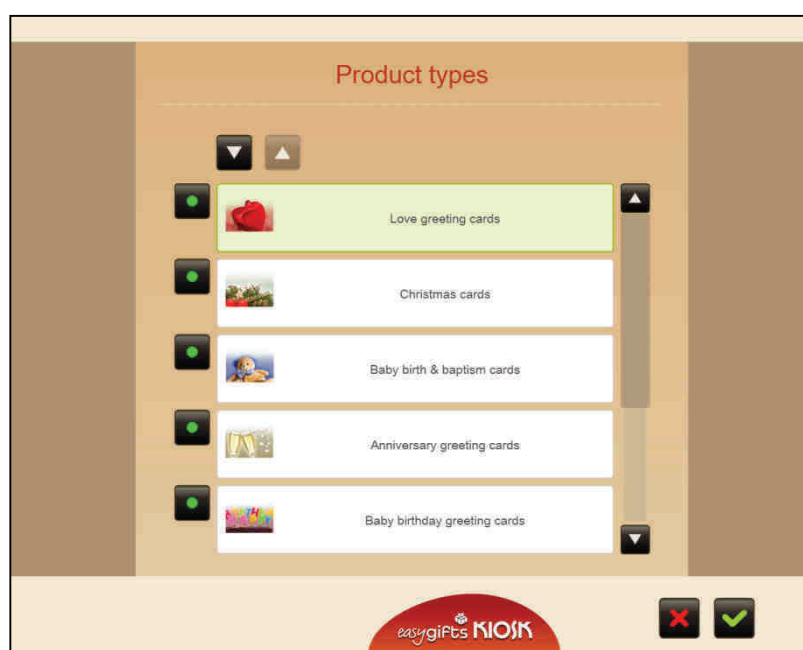 Product types
Love greeting cards
Christmas cards
Baby birth & baptism cards
Anniversary greeting cards
Baby birthday greeting cards
easygifts KIOSK